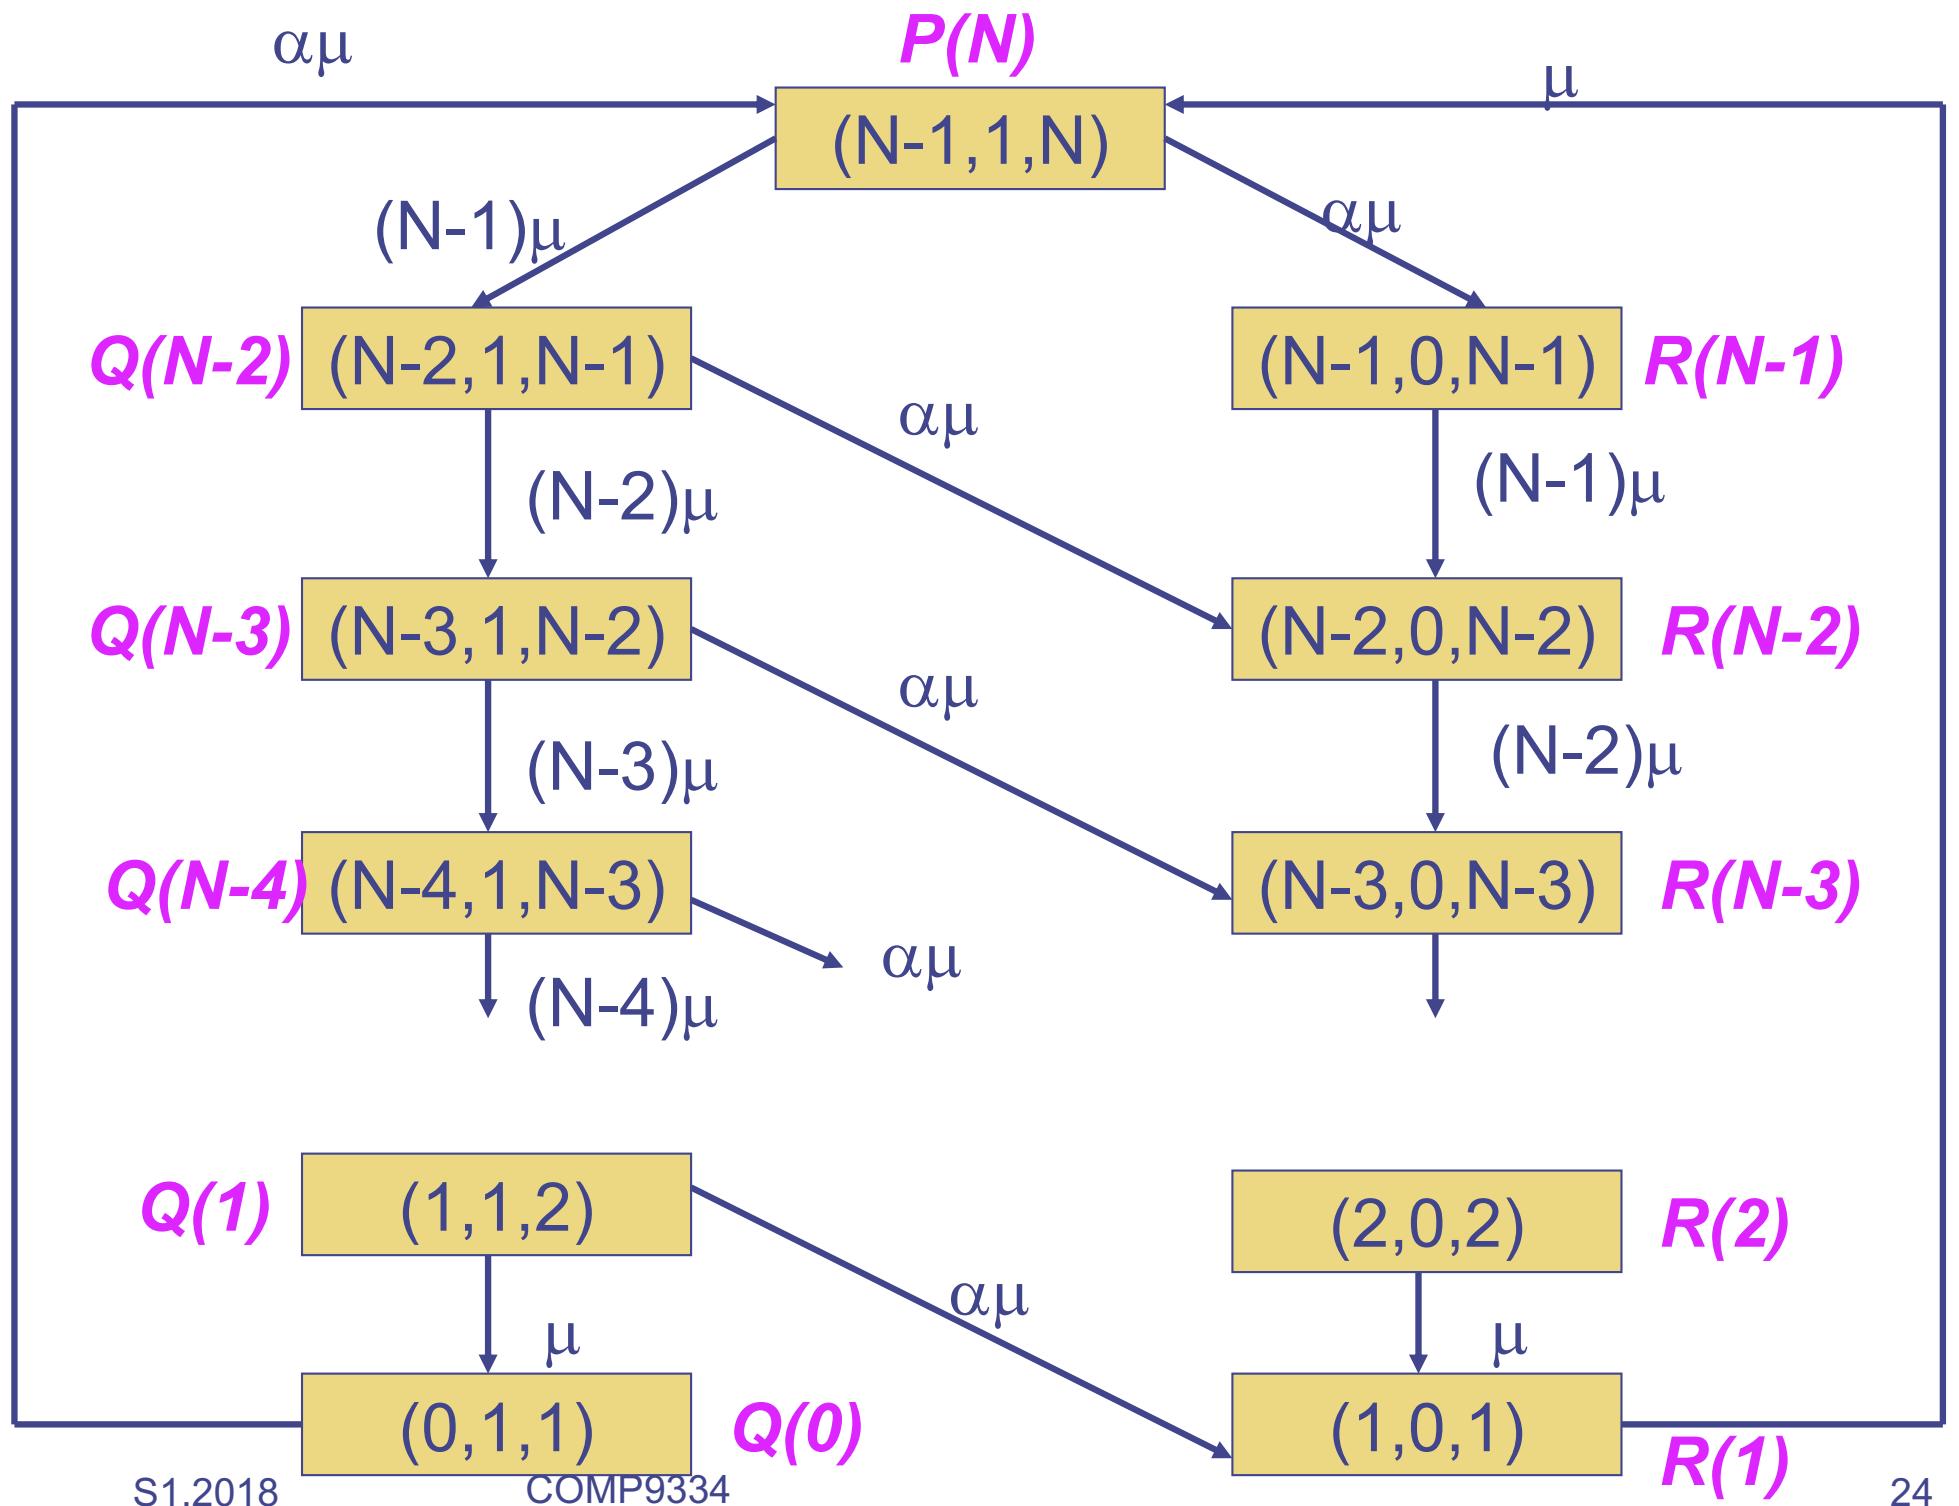 αμ
P(N)
μ
(N-1,1,N)
(N-1)μ
αμ
Q(N-2)
(N-2,1,N-1)
(N-1,0,N-1)
R(N-1)
αμ
(N-2)μ
(N-1)μ
Q(N-3)
(N-3,1,N-2)
(N-2,0,N-2)
R(N-2)
αμ
(N-3)μ
(N-2)μ
Q(N-4)
(N-4,1,N-3)
(N-3,0,N-3)
R(N-3)
αμ
(N-4)μ
Q(1)
(1,1,2)
(2,0,2)
R(2)
αμ
μ
μ
(0,1,1)
Q(0)
(1,0,1)
R(1)
S1,2018
COMP9334
24